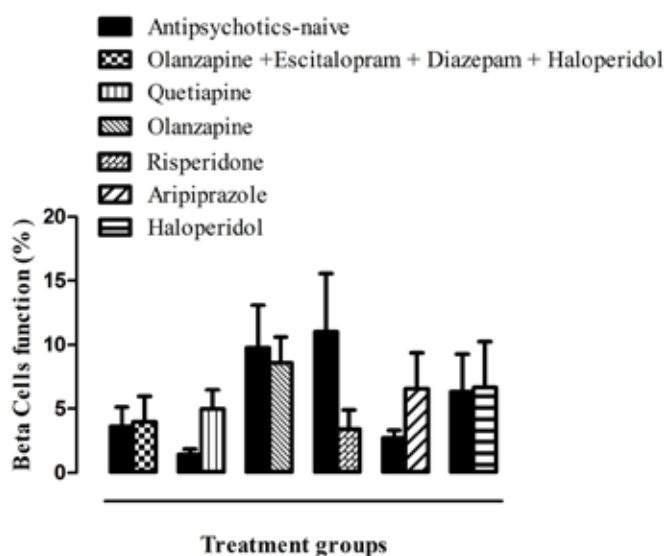 Antipsychotics-naive
Olanzapine +Escitalopram + Diazepam + Haloperidol
Quetiapine
Olanzapine
Risperidone
Aripiprazole
Haloperidol
Beta Cells function (%)
20
15
10
5
0
Treatment groups